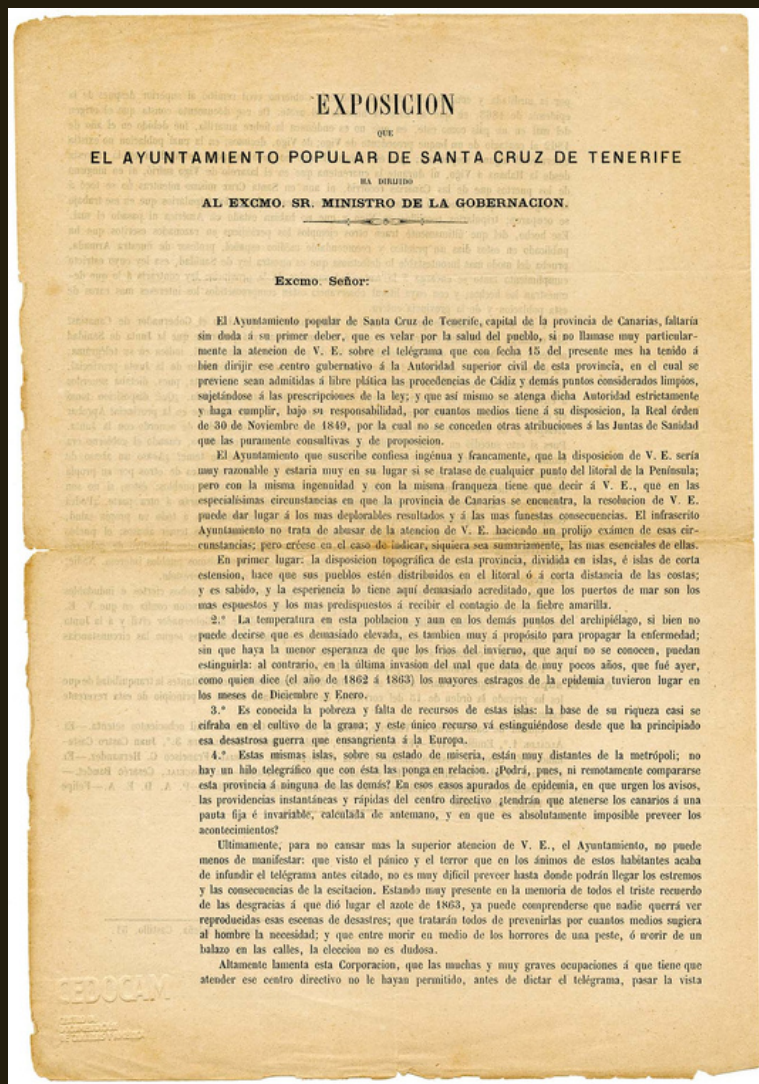 EXPOSICION
QUE
EL AYUNTAMIENTO POPULAR DE SANTA CRUZ DE TENERIFE
HA DIRIJIDO
AL EXCMO. SR. MINISTRO DE LA GOBERNACION.
Excmo. Señor:
El Ayuntamiento popular de Santa Cruz de Tenerife, capital de la provincia de Canarias, faltaría
sin duda á su primer deber, que es velar por la salud del pueblo, si no llamase muy particular-
mente la atencion de V. E. sobre el telégrama que con fecha 15 del presente mes ha tenido á
bien dirijir ese centro gubernativo á la Autoridad superior civil de esta provincia, en el cual se
previene sean admitidas á libre plática las procedencias de Cádiz y demás puntos considerados limpios,
sujetándose á las prescripciones de la ley; y que así mismo se atenga dicha Autoridad estrictamente
y haga cumplir, bajo su responsabilidad, por cuantos medios tiene á su disposicion, la Real órden
de 30 de Noviembre de 1849, por la cual no se conceden otras atribuciones á las Juntas de Sanidad
que las puramente consultivas y de proposicion.
El Ayuntamiento que suscribe confiesa ingénua y francamente, que la disposicion de V. E. sería
muy razonable y estaria muy en su lugar si se tratase de cualquier punto del litoral de la Península;
pero con la misma ingenuidad y con la misma franqueza tiene que decir á V. E., que en las
especialísimas circunstancias en que la provincia de Canarias se encuentra, la resolucion de V. E.
puede dar lugar á los mas deplorables resultados y á las mas funestas consecuencias. El infrascrito
Ayuntamiento no trata de abusar de la atencion de V. E. haciendo un prolijo exámen de esas cir-
cunstancias; pero créese en el caso de indicar, siquiera sea sumariamente, las mas esenciales de ellas.
En primer lugar: la disposicion topográfica de esta provincia, dividida en islas, é islas de corta
estension, hace que sus pueblos estén distribuidos en el litoral ó á corta distancia de las costas;
y es sabido, y la esperiencia lo tiene aquí demasiado acreditado, que los puertos de mar son los
mas espuestos y los mas predispuestos á recibir el contagio de la fiebre amarilla.
2.º La temperatura en esta poblacion y aun en los demás puntos del archipiélago, si bien no
puede decirse que es demasiado elevada, es tambien muy á propósito para propagar la enfermedad;
sin que haya la menor esperanza de que los frios del invierno, que aquí no se conocen, puedan
estinguirla: al contrario, en la última invasion del mal que data de muy pocos años, que fué ayer,
como quien dice (el año de 1862 á 1863) los mayores estragos de la epidemia tuvieron lugar en
los meses de Diciembre y Enero.
3.º Es conocida la pobreza y falta de recursos de estas islas: la base de su riqueza casi se
cifraba en el cultivo de la grana; y este único recurso vá estinguiéndose desde que ha principiado
esa desastrosa guerra que ensangrienta á la Europa.
4.º Estas mismas islas, sobre su estado de miseria, están muy distantes de la metrópoli; no
hay un hilo telegráfico que con ésta las ponga en relacion. ¿Podrá, pues, ni remotamente compararse
esta provincia á ninguna de las demás? En esos casos apurados de epidemia, en que urgen los avisos,
las providencias instantáneas y rápidas del centro directivo ¿tendrán que atenerse los canarios á una
pauta fija é invariable, calculada de antemano, y en que es absolutamente imposible preveer los
acontecimientos?
Ultimamente, para no cansar mas la superior atencion de V. E., el Ayuntamiento, no puede
menos de manifestar: que visto el pánico y el terror que en los ánimos de estos habitantes acaba
de infundir el telégrama antes citado, no es muy dificil preveer hasta donde podrán llegar los estremos
y las consecuencias de la escitacion. Estando muy presente en la memoria de todos el triste recuerdo
de las desgracias á que dió lugar el azote de 1863, ya puede comprenderse que nadie querrá ver
reproducidas esas escenas de desastres; que tratarán todos de prevenirlas por cuantos medios sugiera
al hombre la necesidad; y que entre morir en medio de los horrores de una peste, ó morir de un
balazo en las calles, la eleccion no es dudosa.
Altamente lamenta esta Corporacion, que las muchas y muy graves ocupaciones á que tiene que
atender ese centro directivo no le hayan permitido, antes de dictar el telégrama, pasar la vista
CEDOCAM